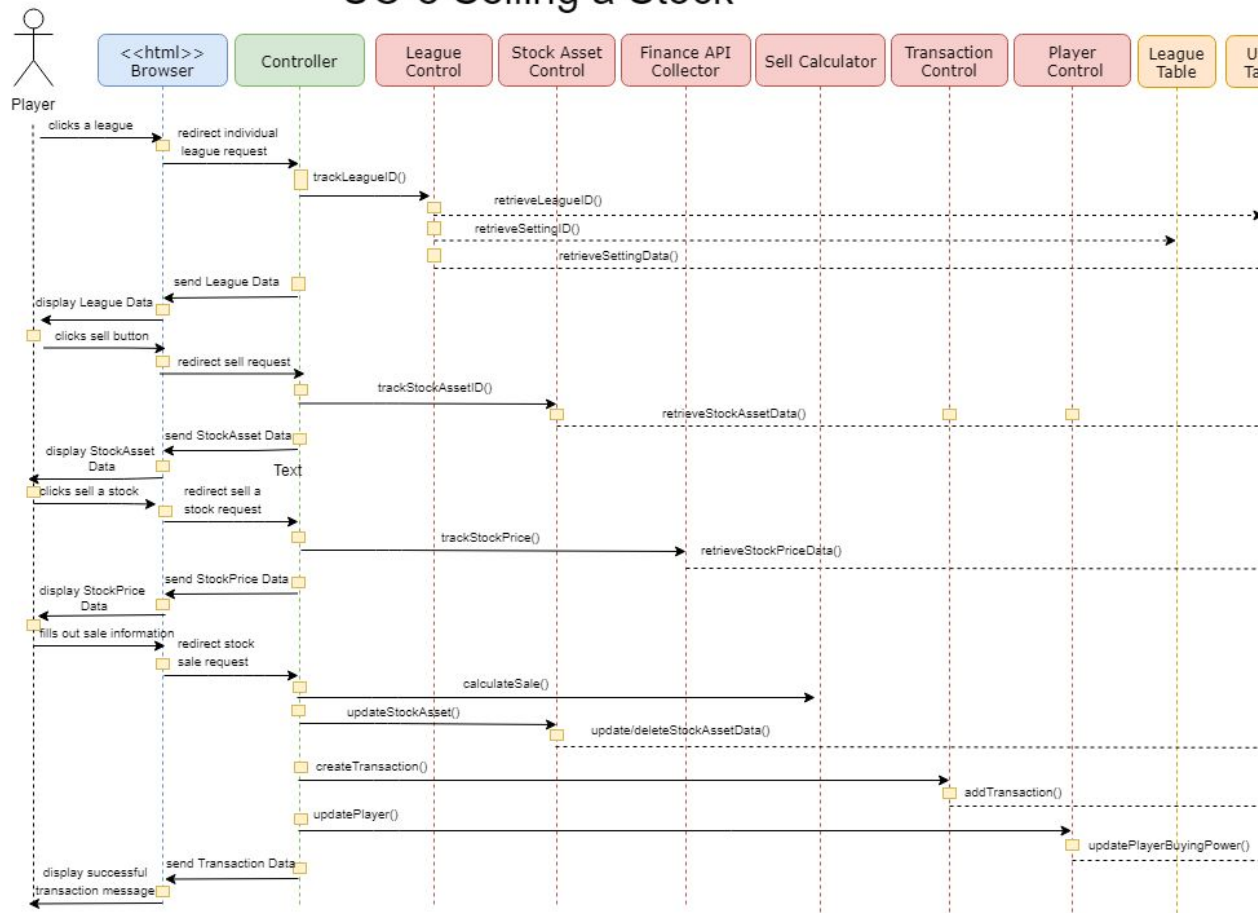 Selling a Stock
<<html>>
Browser
Controller
League
Control
Stock Asset
Control
Finance API
Collector
Sell Calculator
Transaction
Control
Player
Control
League
Table
Player
clicks a league
redirect individual
league request
trackLeagueID()
retrieveLeagueID()
retrieveSettingID()
retrieveSettingData()
send League Data
display League Data
clicks sell button
redirect sell request
trackStockAssetID()
retrieveStockAssetData()
send StockAsset Data
display StockAsset
Data
Text
clicks sell a stock
redirect sell a
stock request
trackStockPrice()
retrieveStockPriceData()
send StockPrice Data
display StockPrice
Data
fills out sale information
redirect stock
sale request
calculateSale()
updateStockAsset()
update/deleteStockAssetData()
createTransaction()
addTransaction()
updatePlayer()
updatePlayerBuyingPower()
send Transaction Data
display successful
transaction message